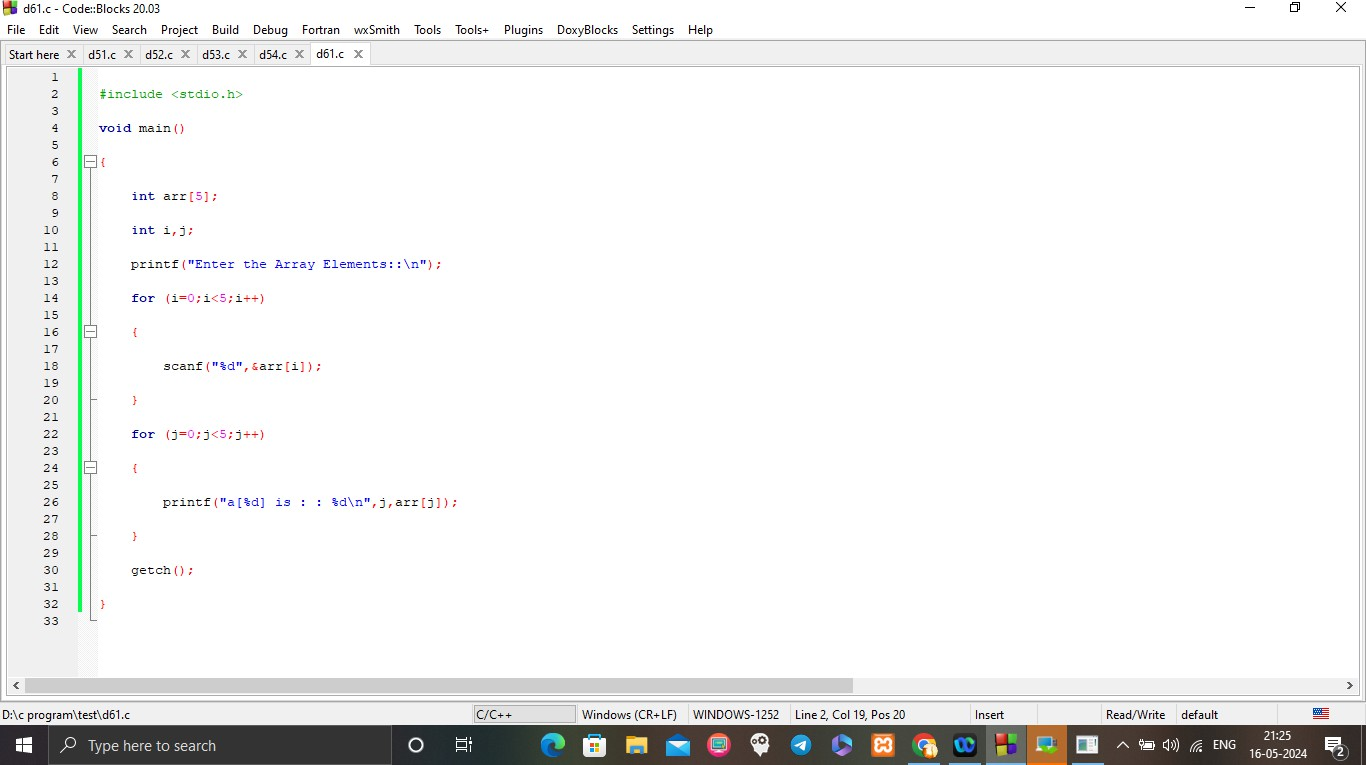 d61.c - Code::Blocks 20.03
File Edit View Search Project Build Debug Fortran wxSmith Tools Tools+ Plugins DoxyBlocks Settings Help
Start here d51.c d52.c d53.c d54.c d61.c
1
2 #include <stdio.h>
3
4 void main()
5
6 {
7
8 int arr[5];
9
10 int i,j;
11
12 printf("Enter the Array Elements::\n");
13
14 for (i=0;i<5;i++)
15
16 {
17
18 scanf("%d",&arr[i]);
19
20 }
21
22 for (j=0;j<5;j++)
23
24 {
25
26 printf("a[%d] is : : %d\n",j,arr[j]);
27
28 }
29
30 getch();
31
32 }
33
D:\c program\test\d61.c C/C++ Windows (CR+LF) WINDOWS-1252 Line 2, Col 19, Pos 20 Insert Read/Write default
Type here to search ENG 21:25
16-05-2024 2